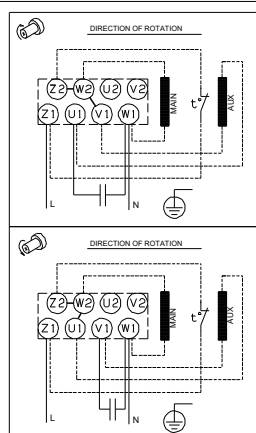 DIRECTION OF ROTATION
Z2 W2 U2 V2
Z1 U1 V1 W1
MAIN
t°
AUX
L
N
DIRECTION OF ROTATION
Z2 W2 U2 V2
Z1 U1 V1 W1
MAIN
t°
AUX
L
N